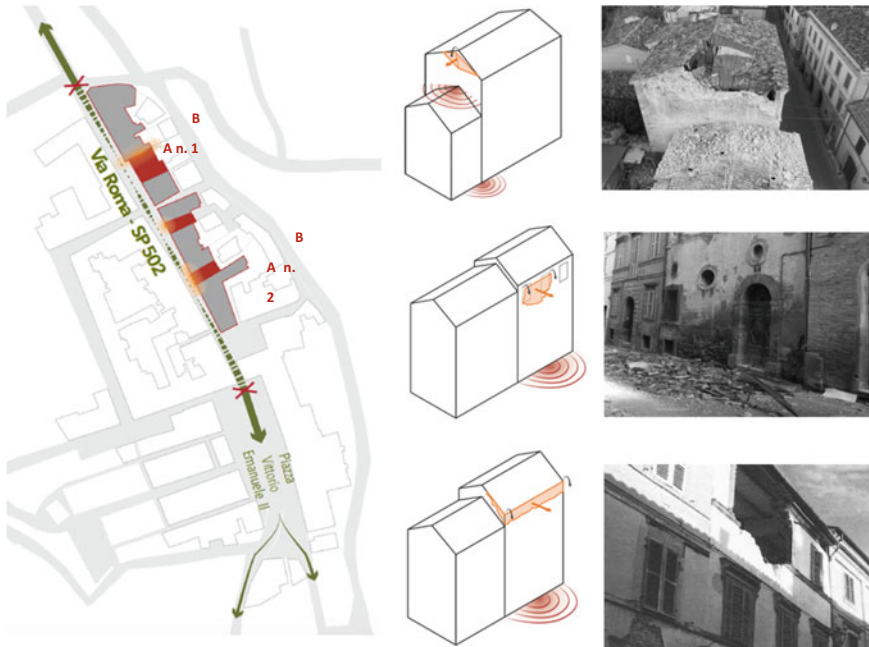 B
A n. 1
Via Roma - SP 502
B
A n.
2
Piazza
Vittorio
Emanuele II